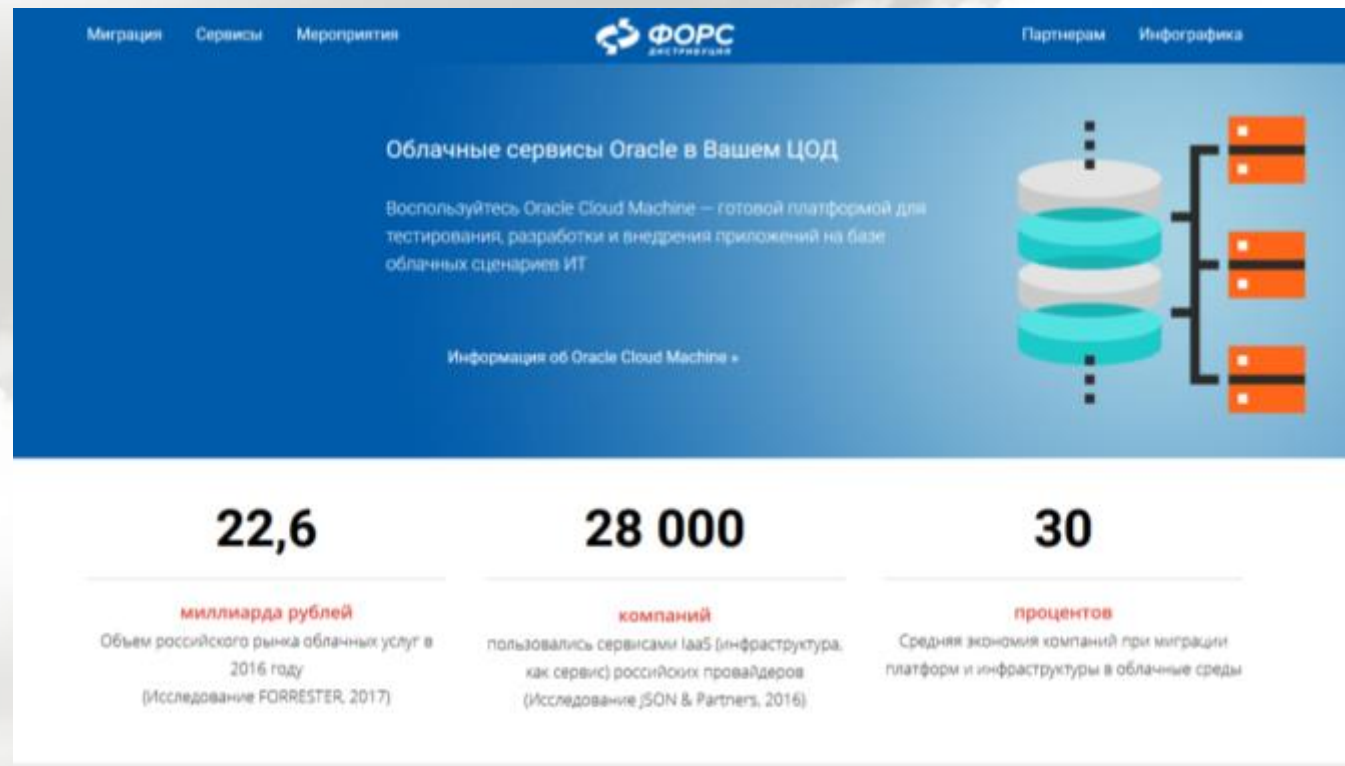 Миграция Сервисы Мероприятия ФОРС Партнерам Инфографика
ДИСТРИБУЦИЯ
Облачные сервисы Oracle в Вашем ЦОД
Воспользуйтесь Oracle Cloud Machine — готовой платформой для
тестирования, разработки и внедрения приложений на базе
облачных сценариев ИТ
Информация об Oracle Cloud Machine »
22,6
миллиарда рублей
Объем российского рынка облачных услуг в
2016 году
(Исследование FORRESTER, 2017)
28 000
компаний
пользовались сервисами IaaS (инфраструктура,
как сервис) российских провайдеров
(Исследование JSON & Partners, 2016)
30
процентов
Средняя экономия компаний при миграции
платформ и инфраструктуры в облачные среды